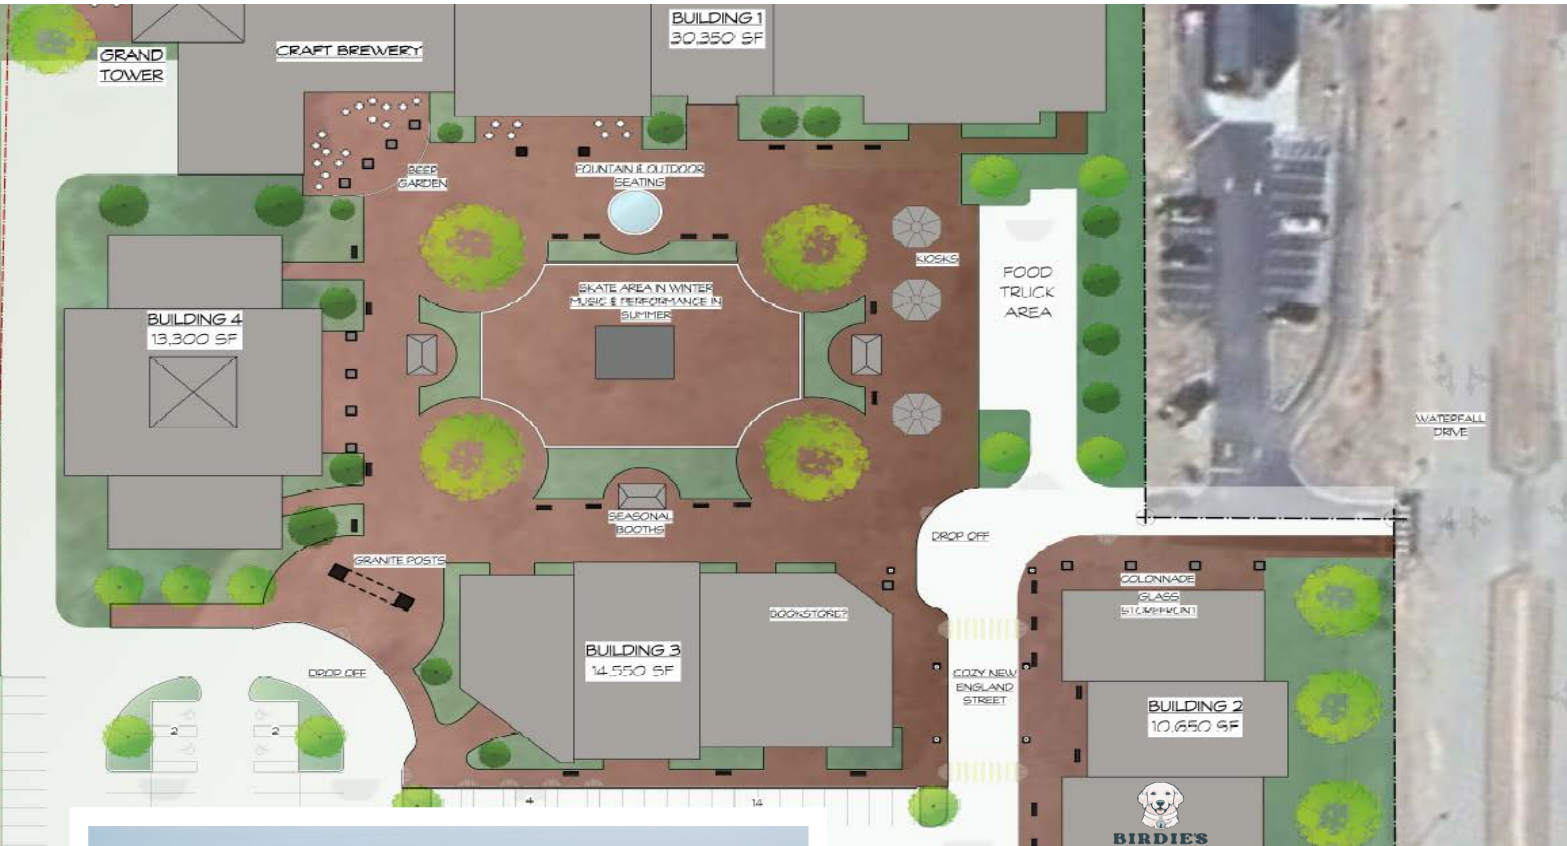 BUILDING 1
30,350 SF
GRAND
TOWER
CRAFT BREWERY
BEER
GARDEN
FOUNTAIN & OUTDOOR
SEATING
KIOSKS
FOOD
TRUCK
AREA
SKATE AREA IN WINTER
MUSIC & PERFORMANCE IN
SUMMER
BUILDING 4
13,300 SF
WATERFALL
DRIVE
SEASONAL
BOOTHS
DROP OFF
GRANITE POSTS
COLONNADE
GLASS
STOREFRONT
BOOKSTORE?
BUILDING 3
14,550 SF
DROP OFF
COZY NEW
ENGLAND
STREET
BUILDING 2
10,650 SF
2
2
4
14
BIRDIE'S